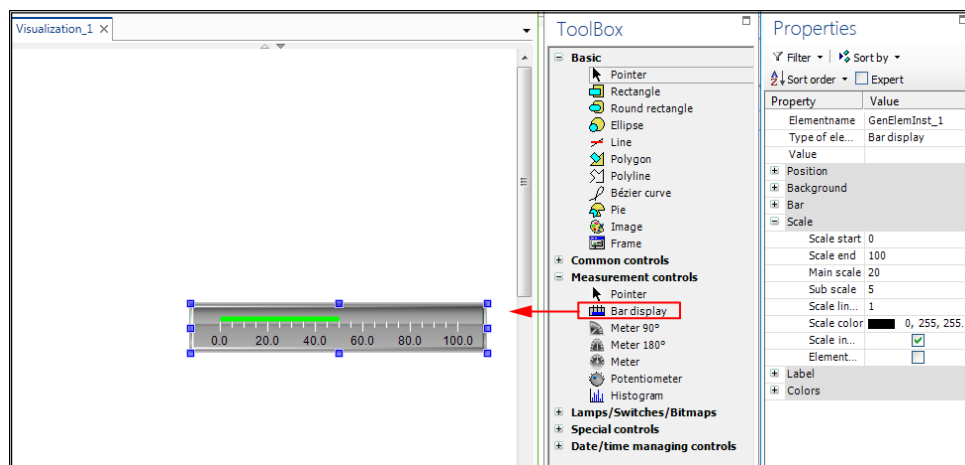 Visualization_1
0.0 20.0 40.0 60.0 80.0 100.0
ToolBox
Basic
Pointer
Rectangle
Round rectangle
Ellipse
Line
Polygon
Polyline
Bézier curve
Pie
Image
Frame
Common controls
Measurement controls
Pointer
Bar display
Meter 90°
Meter 180°
Meter
Potentiometer
Histogram
Lamps/Switches/Bitmaps
Special controls
Date/time managing controls
Properties
Filter Sort by
Sort order Expert
Property Value
Elementname GenElemInst_1
Type of ele... Bar display
Value
Position
Background
Bar
Scale
Scale start 0
Scale end 100
Main scale 20
Sub scale 5
Scale lin... 1
Scale color 0, 255, 255.
Scale in...
Element...
Label
Colors